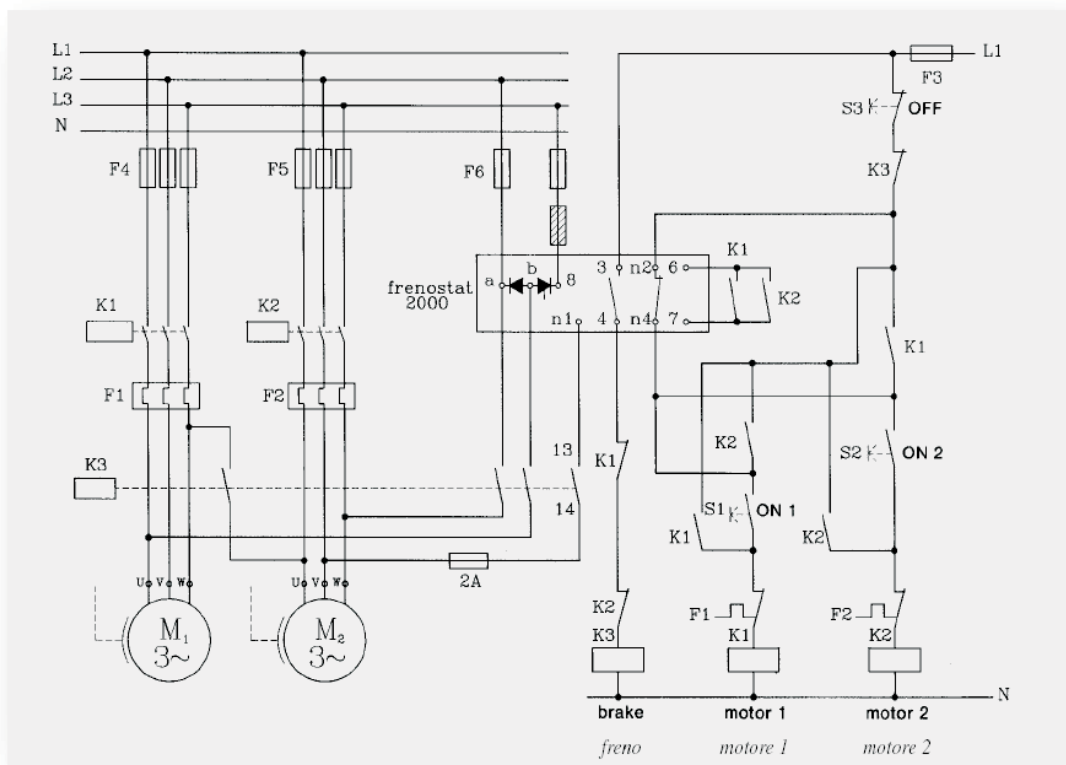 L1
L2
L3
N
L1
F3
S3 OFF
K3
F4
F5
F6
frenostat
2000
a b 8
3 n2 6
n1 4 n4 7
K1
K2
K1
K2
F1
F2
K3
13
14
2A
K1
K2
K1
S2 ON 2
S1 ON 1
K1
K2
U V W
U V W
M1
3~
M2
3~
K2
K3
F1
K1
F2
K2
N
brake motor 1 motor 2
freno motore 1 motore 2